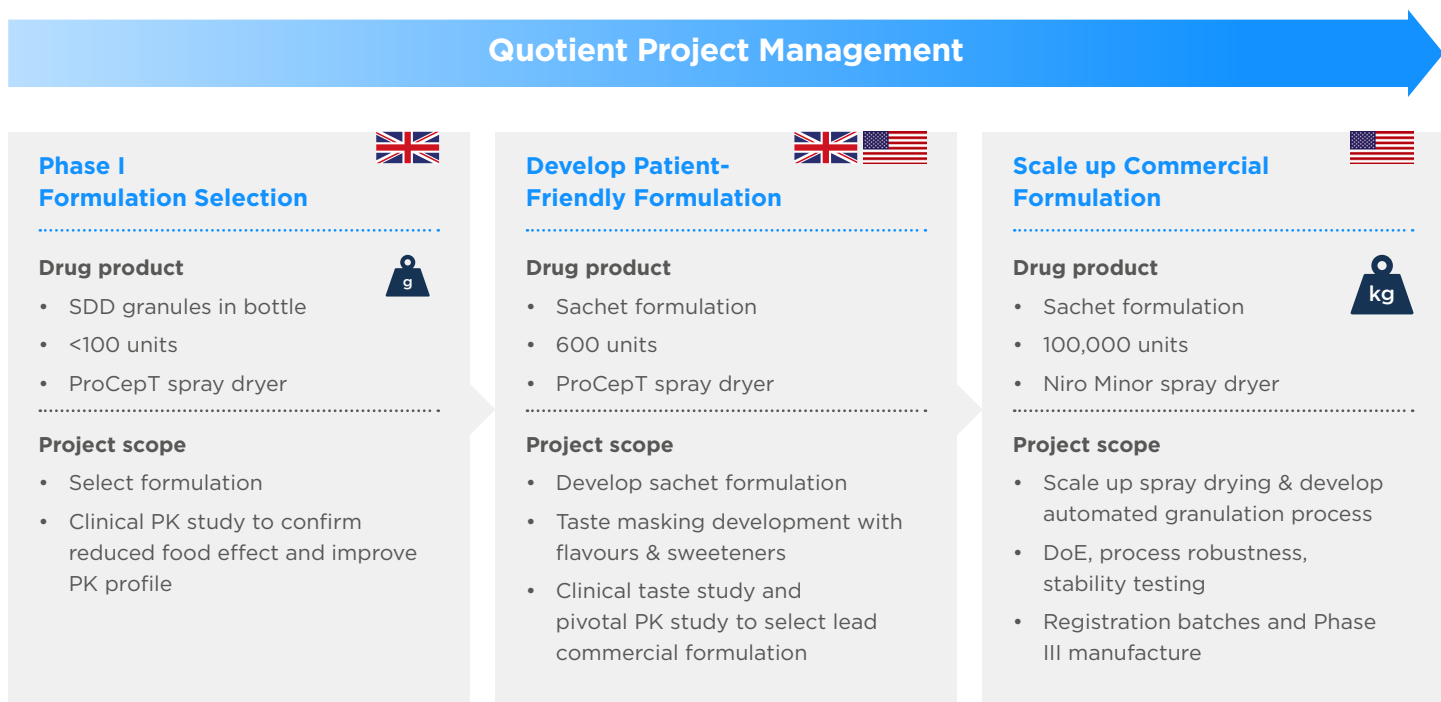 Quotient Project Management
Phase I
Formulation Selection
Drug product
g
• SDD granules in bottle
• <100 units
• ProCepT spray dryer
Project scope
• Select formulation
• Clinical PK study to confirm
reduced food effect and improve
PK profile
Develop Patient-
Friendly Formulation
Drug product
• Sachet formulation
• 600 units
• ProCepT spray dryer
Project scope
• Develop sachet formulation
• Taste masking development with
flavours & sweeteners
• Clinical taste study and
pivotal PK study to select lead
commercial formulation
Scale up Commercial
Formulation
Drug product
kg
• Sachet formulation
• 100,000 units
• Niro Minor spray dryer
Project scope
• Scale up spray drying & develop
automated granulation process
• DoE, process robustness,
stability testing
• Registration batches and Phase
III manufacture